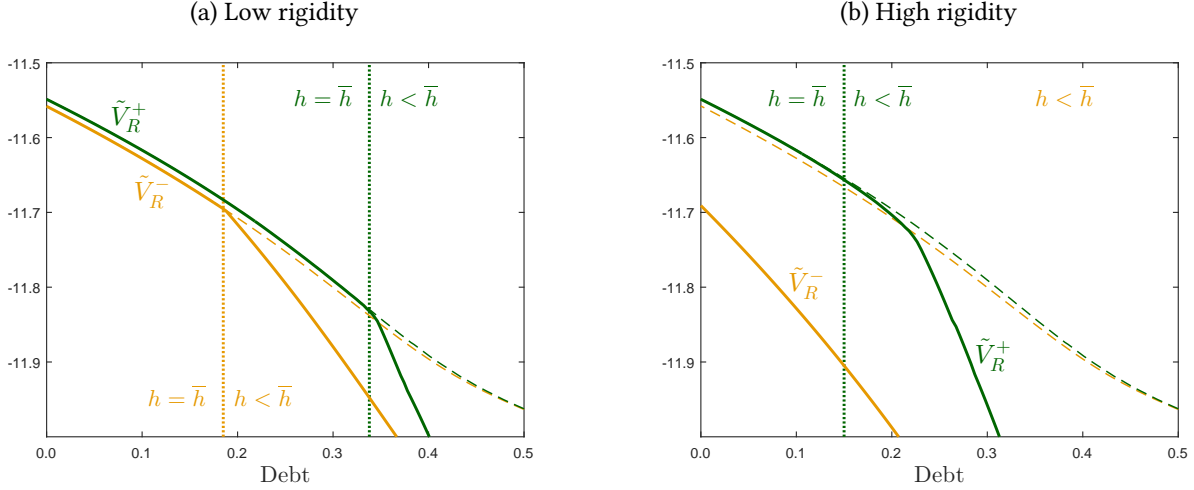 (a) Low rigidity
-11.5
-11.6
-11.7
-11.8
-11.9
0.0 0.1 0.2 0.3 0.4 0.5
Debt
h = h̅ h < h̅
Ṽ_R^+
Ṽ_R^-
h = h̅ h < h̅
(b) High rigidity
-11.5
-11.6
-11.7
-11.8
-11.9
0.0 0.1 0.2 0.3 0.4 0.5
Debt
h = h̅ h < h̅ h < h̅
Ṽ_R^-
Ṽ_R^+